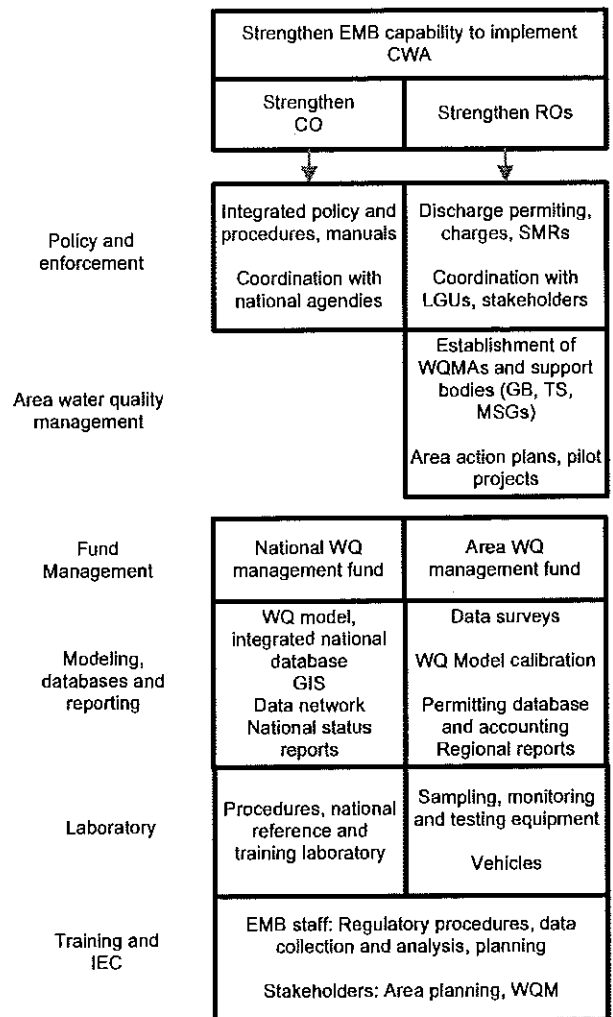 Strengthen EMB capability to implement
CWA
Strengthen
CO
Strengthen ROs
Policy and
enforcement
Integrated policy and
procedures, manuals
Coordination with
national agendies
Discharge permiting,
charges, SMRs
Coordination with
LGUs, stakeholders
Area water quality
management
Establishment of
WQMAs and support
bodies (GB, TS,
MSGs)
Area action plans, pilot
projects
Fund
Management
National WQ
management fund
Area WQ
management fund
Modeling,
databases and
reporting
WQ model,
integrated national
database
GIS
Data network
National status
reports
Data surveys
WQ Model calibration
Permitting database
and accounting
Regional reports
Laboratory
Procedures, national
reference and
training laboratory
Sampling, monitoring
and testing equipment
Vehicles
Training and
IEC
EMB staff: Regulatory procedures, data
collection and analysis, planning
Stakeholders: Area planning, WQM